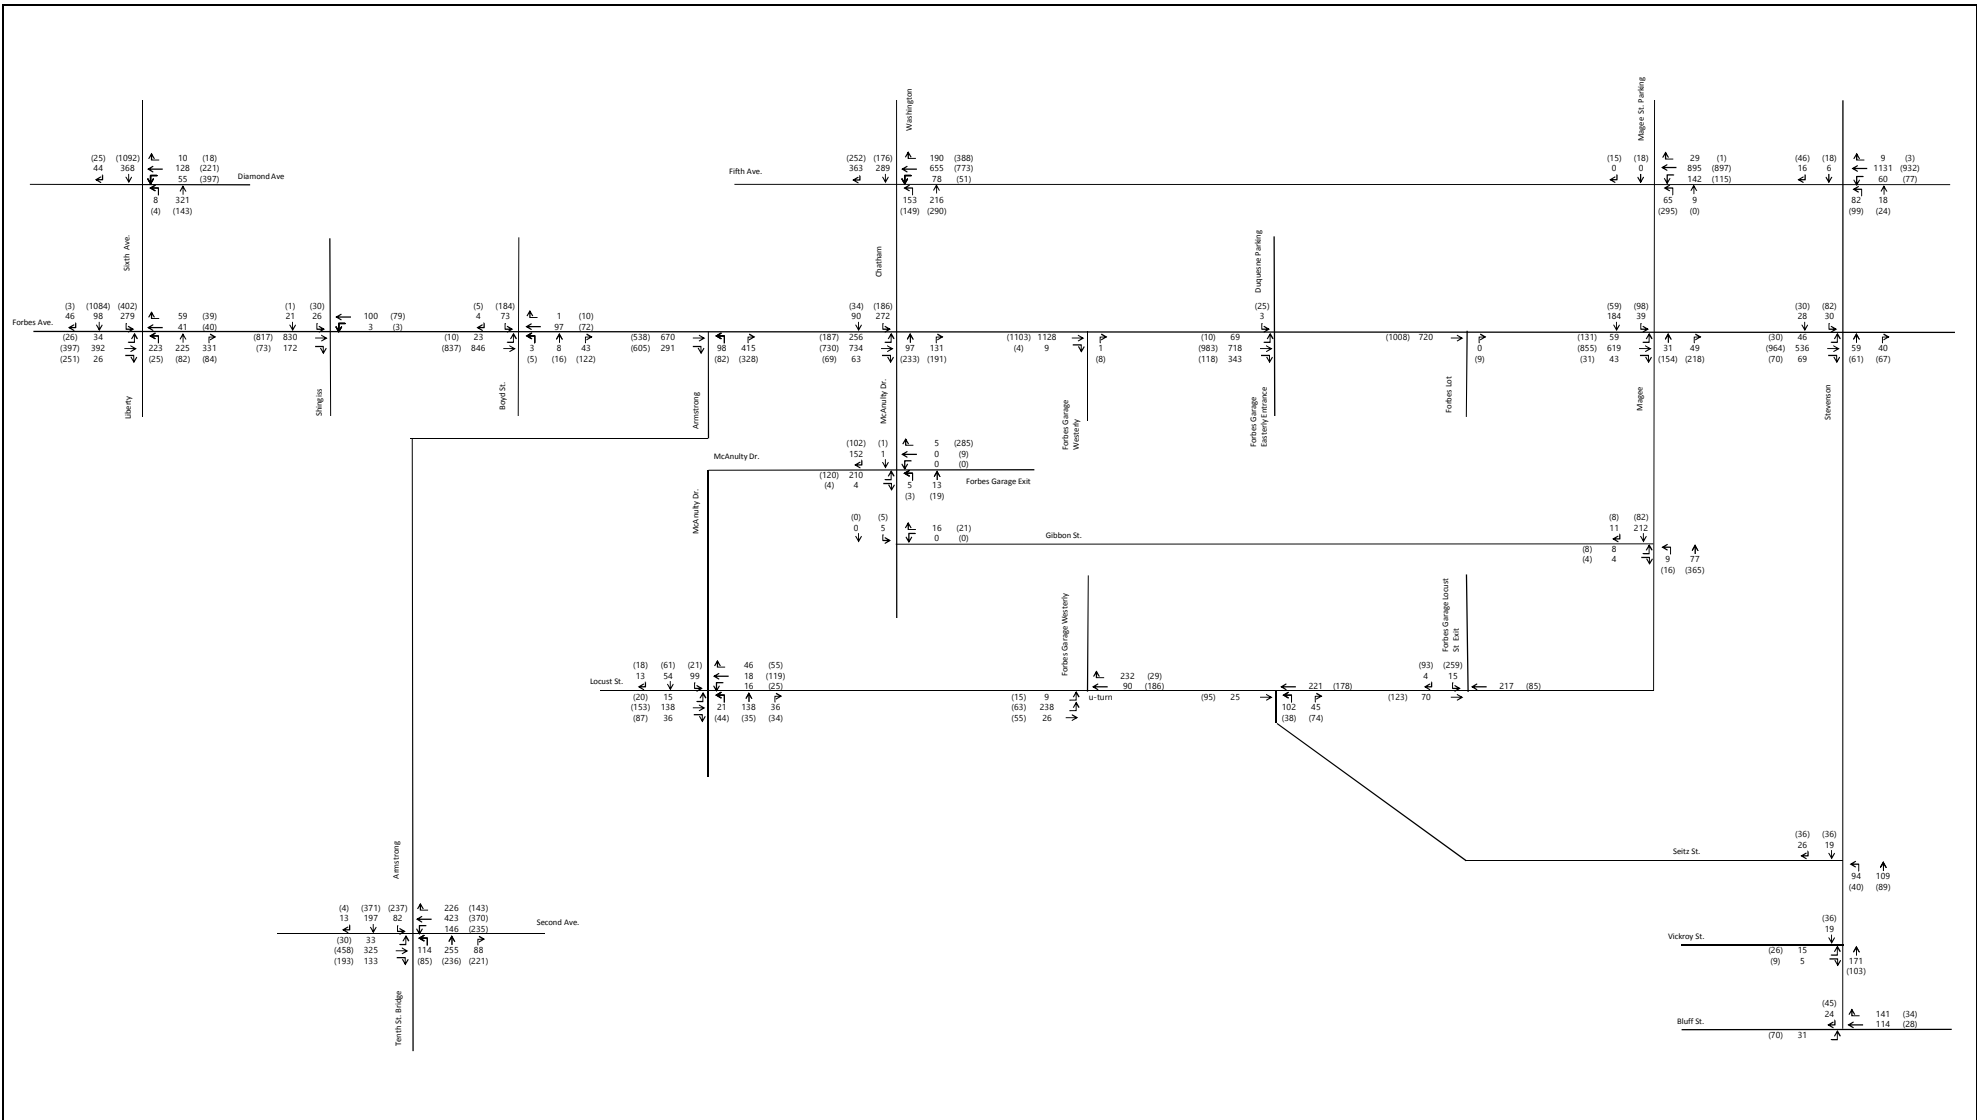 Washington
Magee St. Parking
(25) (1092) 10 (18)
44 368 128 (221)
55 (397)
Diamond Ave
8 321
(4) (143)
(252) (176) 190 (388)
363 289 655 (773)
78 (51)
Fifth Ave.
153 216
(149) (290)
(15) (18) 29 (1)
0 0 895 (897)
142 (115)
65 9
(295) (0)
(46) (18) 9 (3)
16 6 1131 (932)
60 (77)
82 18
(99) (24)
Sixth Ave.
Chatham
Duquesne Parking
Forbes Ave.
(3) (1084) (402)
46 98 279 59 (39)
41 (40)
(26) 34
(397) 392 223 225 331
(251) 26 (25) (82) (84)
Liberty
(1) (30)
21 26 100 (79)
3 (3)
(817) 830
(73) 172
Shingiss
(5) (184)
4 73 1 (10)
97 (72)
(10) 23
(837) 846 3 8 43
(5) (16) (122)
Boyd St.
(538) 670
(605) 291 98 415
(82) (328)
Armstrong
(34) (186)
90 272
(187) 256
(730) 734 97 131
(69) 63 (233) (191)
McAnulty Dr.
(1103) 1128
(4) 9 1
(8)
Forbes Garage
Westerly
(25)
3
(10) 69
(983) 718
(118) 343
Forbes Garage
Easterly Entrance
(1008) 720
0
(9)
Forbes Lot
(59) (98)
184 39
(131) 59
(855) 619 31 49
(31) 43 (154) (218)
Magee
(30) (82)
28 30
(30) 46
(964) 536 59 40
(70) 69 (61) (67)
Stevenson
McAnulty Dr.
(102) (1) 5 (285)
152 1 0 (9)
0 (0)
(120) 210
(4) 4 5 13
(3) (19)
Forbes Garage Exit
McAnulty Dr.
(0) (5)
0 5 16 (21)
0 (0)
Gibbon St.
(8) (82)
11 212
(8) 8
(4) 4 9 77
(16) (365)
Forbes Garage Westerly
Forbes Garage Locust
St Exit
Locust St.
(18) (61) (21) 46 (55)
13 54 99 18 (119)
16 (25)
(20) 15
(153) 138 21 138 36
(87) 36 (44) (35) (34)
232 (29)
90 (186)
(15) 9 u-turn
(63) 238
(55) 26
(95) 25
221 (178)
102 45
(38) (74)
(93) (259)
4 15 217 (85)
(123) 70
Seitz St.
(36) (36)
26 19
94 109
(40) (89)
Armstrong
(4) (371) (237) 226 (143)
13 197 82 423 (370)
146 (235)
Second Ave.
(30) 33
(458) 325 114 255 88
(193) 133 (85) (236) (221)
Tenth St. Bridge
Vickroy St.
(36)
19
(26) 15
(9) 5 171
(103)
Bluff St.
(45)
24 141 (34)
114 (28)
(70) 31